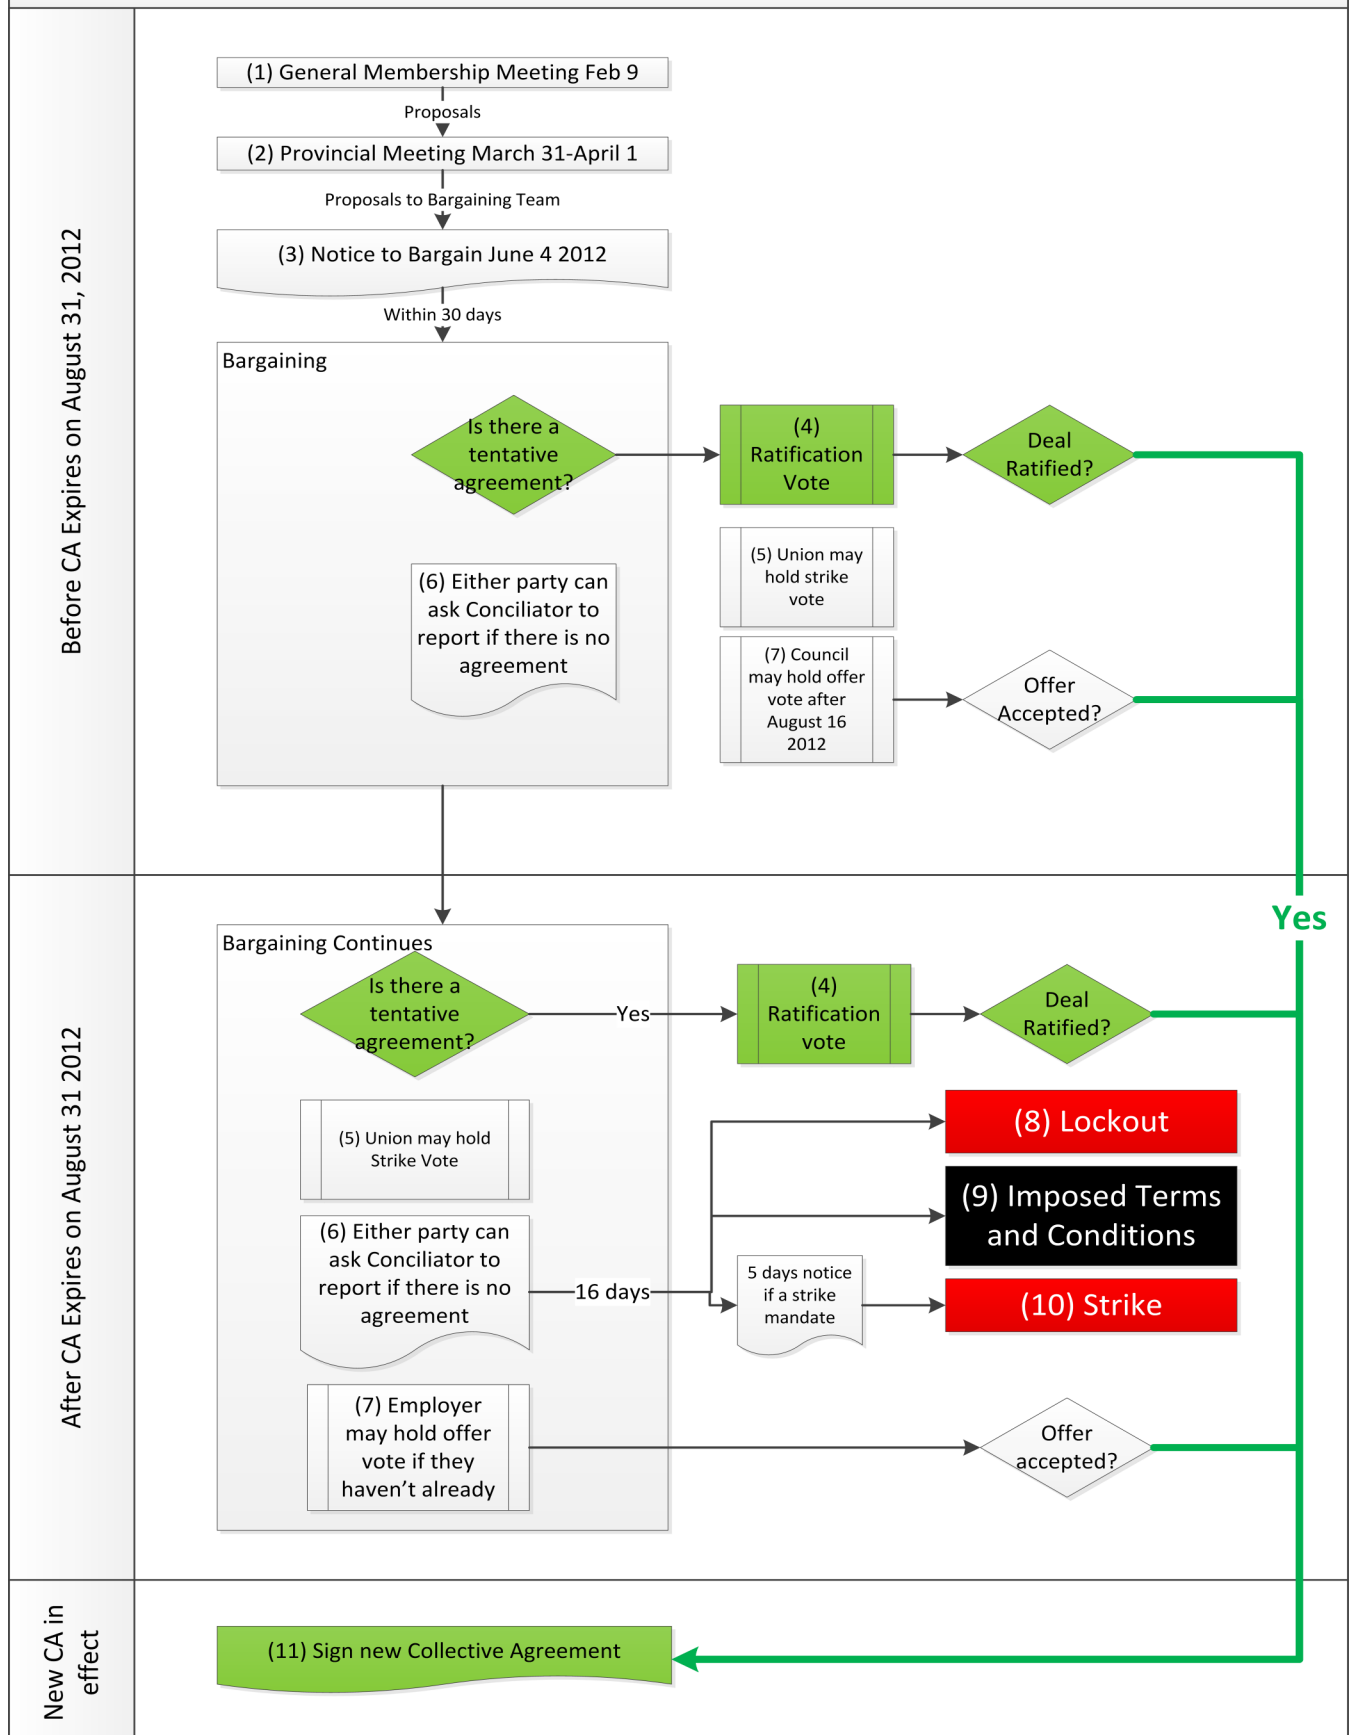 Before CA Expires on August 31, 2012
(1) General Membership Meeting Feb 9
Proposals
(2) Provincial Meeting March 31-April 1
Proposals to Bargaining Team
(3) Notice to Bargain June 4 2012
Within 30 days
Bargaining
Is there a
tentative
agreement?
(4)
Ratification
Vote
Deal
Ratified?
(5) Union may
hold strike
vote
(6) Either party can
ask Conciliator to
report if there is no
agreement
(7) Council
may hold offer
vote after
August 16
2012
Offer
Accepted?
Yes
After CA Expires on August 31 2012
Bargaining Continues
Is there a
tentative
agreement?
Yes
(4)
Ratification
vote
Deal
Ratified?
(5) Union may hold
Strike Vote
(6) Either party can
ask Conciliator to
report if there is no
agreement
16 days
(8) Lockout
(9) Imposed Terms
and Conditions
5 days notice
if a strike
mandate
(10) Strike
(7) Employer
may hold offer
vote if they
haven't already
Offer
accepted?
New CA in
effect
(11) Sign new Collective Agreement